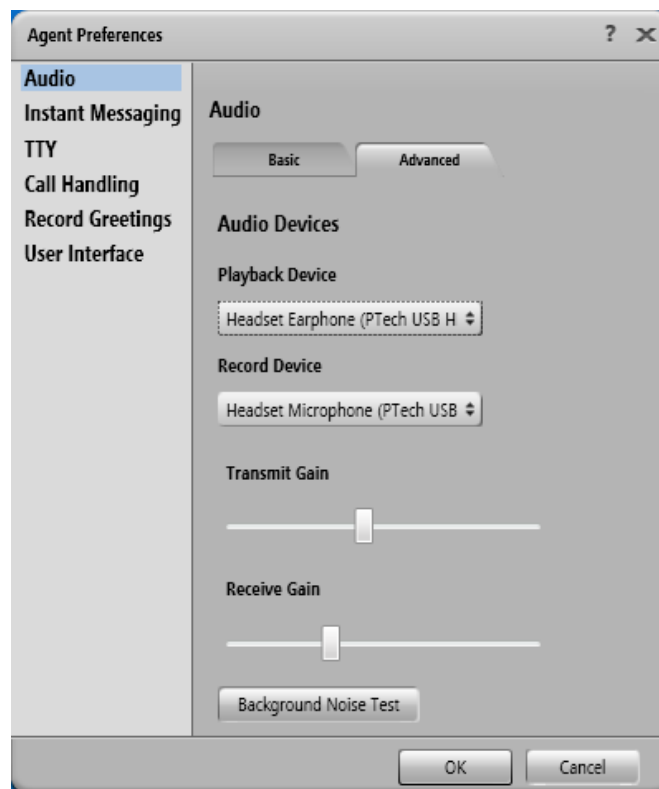 Agent Preferences
? X
Audio
Instant Messaging
TTY
Call Handling
Record Greetings
User Interface
Audio
Basic Advanced
Audio Devices
Playback Device
Headset Earphone (PTech USB H
Record Device
Headset Microphone (PTech USB
Transmit Gain
Receive Gain
Background Noise Test
OK Cancel